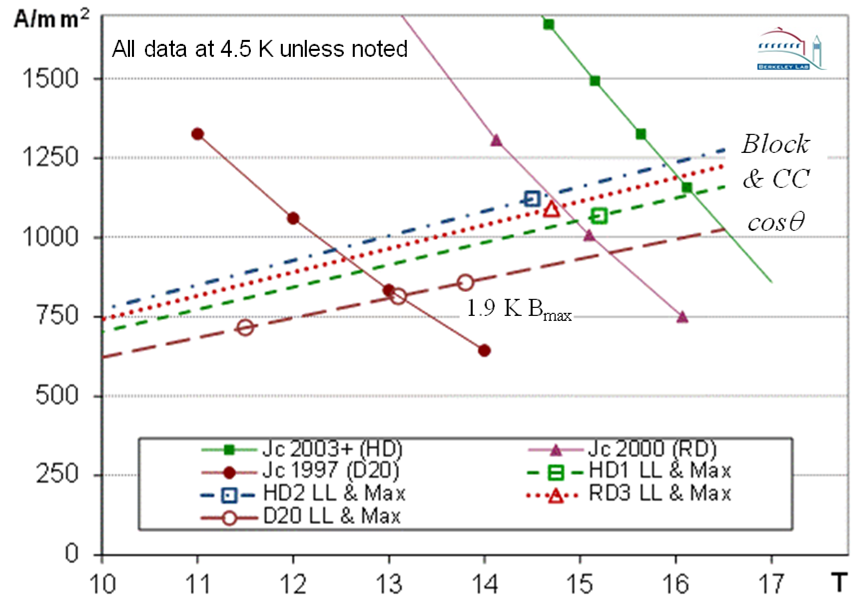 A/mm²
All data at 4.5 K unless noted
BERKELEY LAB
1500
1250
1000
750
500
250
0
Block
& CC
cosθ
1.9 K Bmax
Jc 2003+ (HD)
Jc 2000 (RD)
Jc 1997 (D20)
HD1 LL & Max
HD2 LL & Max
RD3 LL & Max
D20 LL & Max
10 11 12 13 14 15 16 17 T